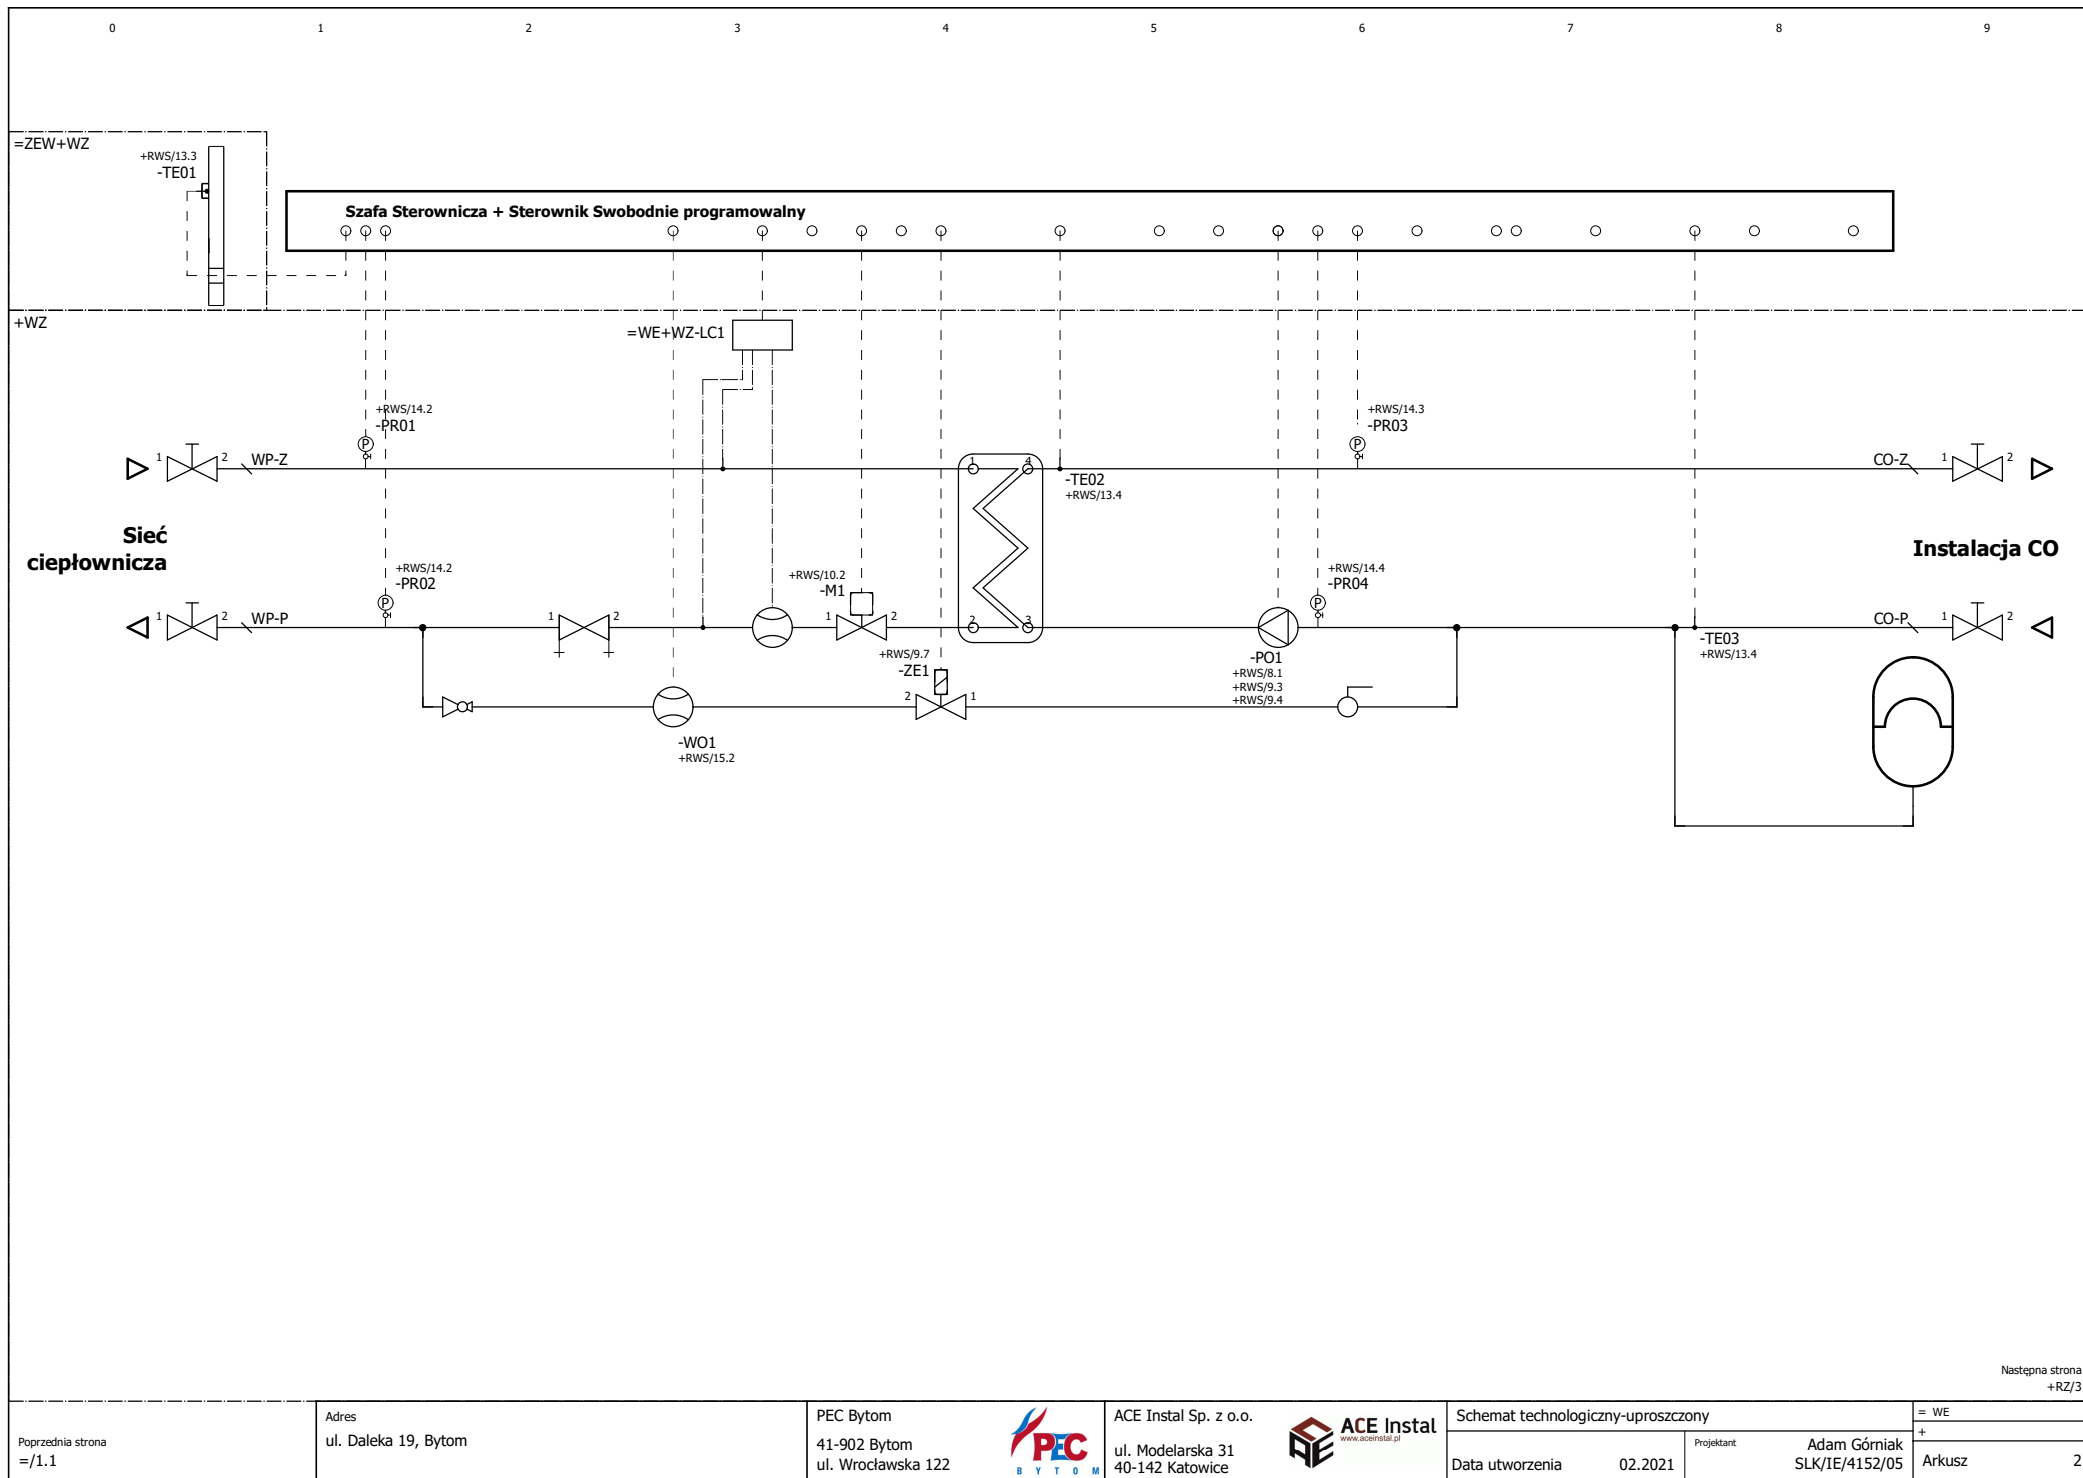 0 1 2 3 4 5 6 7 8 9
=ZEW+WZ
+RWS/13.3
-TE01
Szafa Sterownicza + Sterownik Swobodnie programowalny
+WZ
=WE+WZ-LC1
+RWS/14.2
-PR01
+RWS/14.3
-PR03
P
P
1 2 WP-Z
1 4
CO-Z 1 2
-TE02
+RWS/13.4
Sieć
ciepłownicza
Instalacja CO
+RWS/14.2
-PR02
+RWS/10.2
-M1
+RWS/14.4
-PR04
P
P
1 2 WP-P
1 2
1 2
2 3
CO-P 1 2
-TE03
+RWS/13.4
+RWS/9.7
-ZE1
2 1
-PO1
+RWS/8.1
+RWS/9.3
+RWS/9.4
-WO1
+RWS/15.2
Następna strona
+RZ/3
Poprzednia strona
=/1.1
Adres
ul. Daleka 19, Bytom
PEC Bytom
41-902 Bytom
ul. Wrocławska 122
PEC
BYTOM
ACE Instal Sp. z o.o.
ul. Modelarska 31
40-142 Katowice
ACE
ACE Instal
www.aceinstal.pl
Schemat technologiczny-uproszczony
Data utworzenia 02.2021
Projektant
Adam Górniak
SLK/IE/4152/05
= WE
+
Arkusz 2